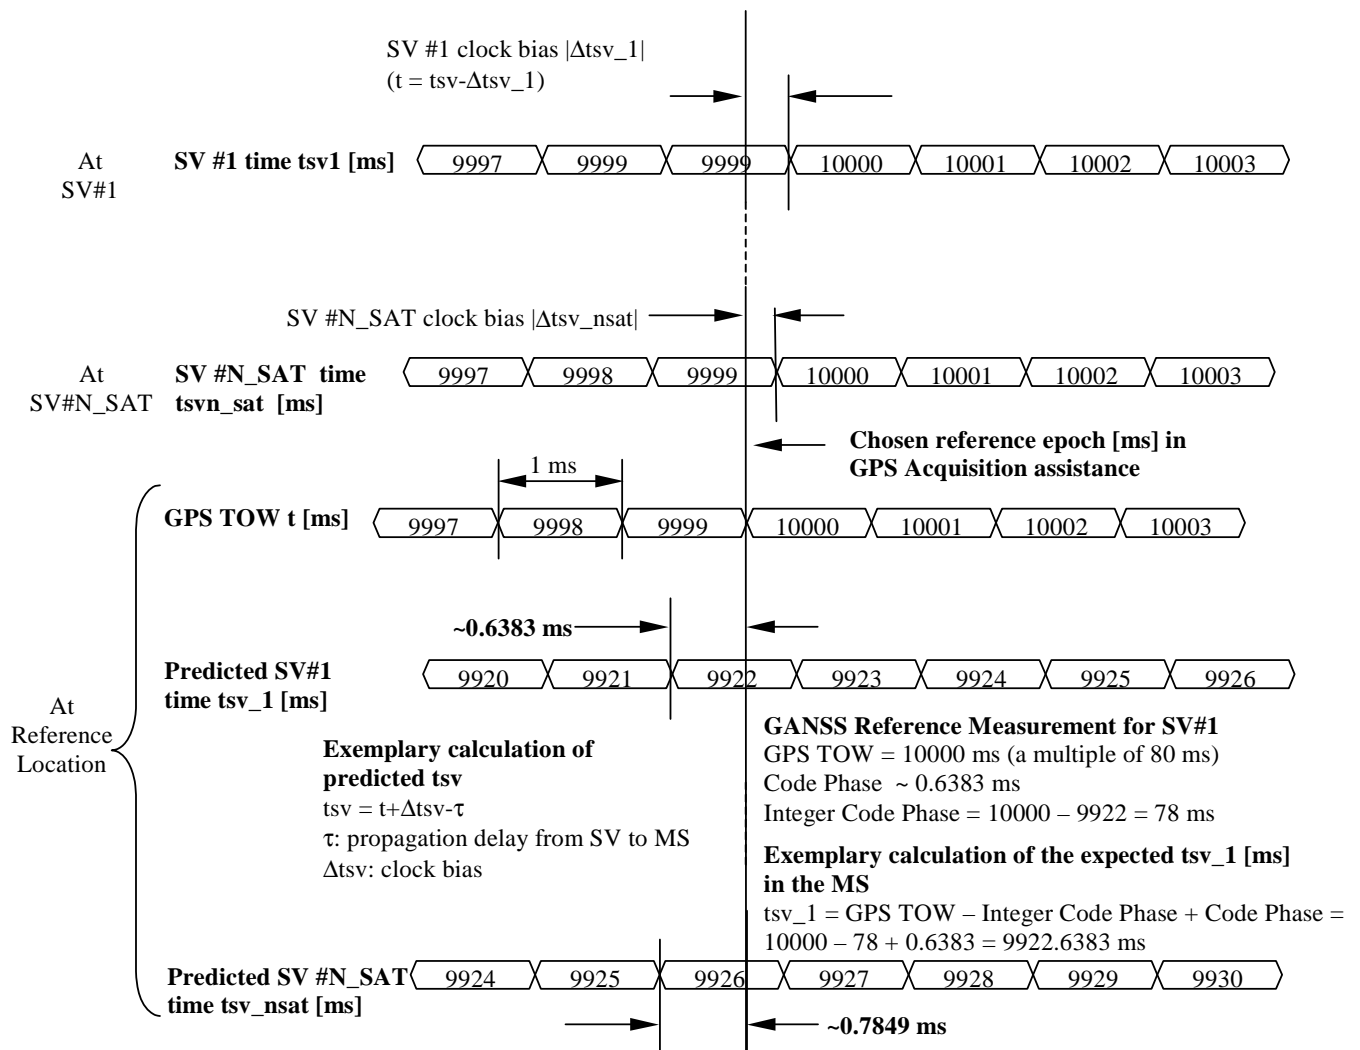 SV #1 clock bias |Δtsv_1|
(t = tsv-Δtsv_1)
At
SV#1
SV #1 time tsv1 [ms]
9997 9999 9999 10000 10001 10002 10003
SV #N_SAT clock bias |Δtsv_nsat|
At
SV#N_SAT
SV #N_SAT time
tsvn_sat [ms]
9997 9998 9999 10000 10001 10002 10003
Chosen reference epoch [ms] in
GPS Acquisition assistance
1 ms
GPS TOW t [ms]
9997 9998 9999 10000 10001 10002 10003
~0.6383 ms
At
Reference
Location
Predicted SV#1
time tsv_1 [ms]
9920 9921 9922 9923 9924 9925 9926
Exemplary calculation of
predicted tsv
tsv = t+Δtsv-τ
τ: propagation delay from SV to MS
Δtsv: clock bias
GANSS Reference Measurement for SV#1
GPS TOW = 10000 ms (a multiple of 80 ms)
Code Phase ~ 0.6383 ms
Integer Code Phase = 10000 – 9922 = 78 ms
Exemplary calculation of the expected tsv_1 [ms]
in the MS
tsv_1 = GPS TOW – Integer Code Phase + Code Phase =
10000 – 78 + 0.6383 = 9922.6383 ms
Predicted SV #N_SAT
time tsv_nsat [ms]
9924 9925 9926 9927 9928 9929 9930
~0.7849 ms